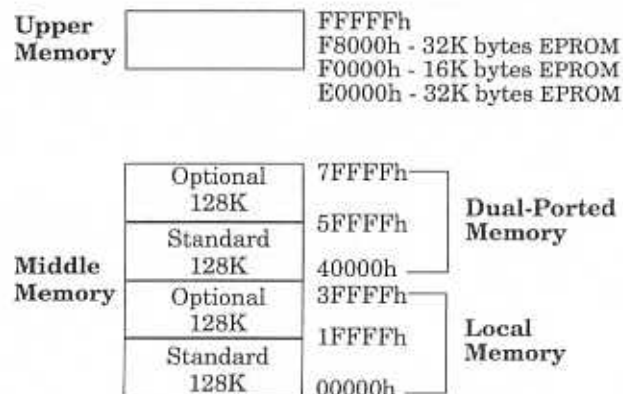 Upper
Memory
FFFFFh
F8000h - 32K bytes EPROM
F0000h - 16K bytes EPROM
E0000h - 32K bytes EPROM
Middle
Memory
Optional
128K
Standard
128K
Optional
128K
Standard
128K
7FFFFh
5FFFFh
40000h
3FFFFh
1FFFFh
00000h
Dual-Ported
Memory
Local
Memory